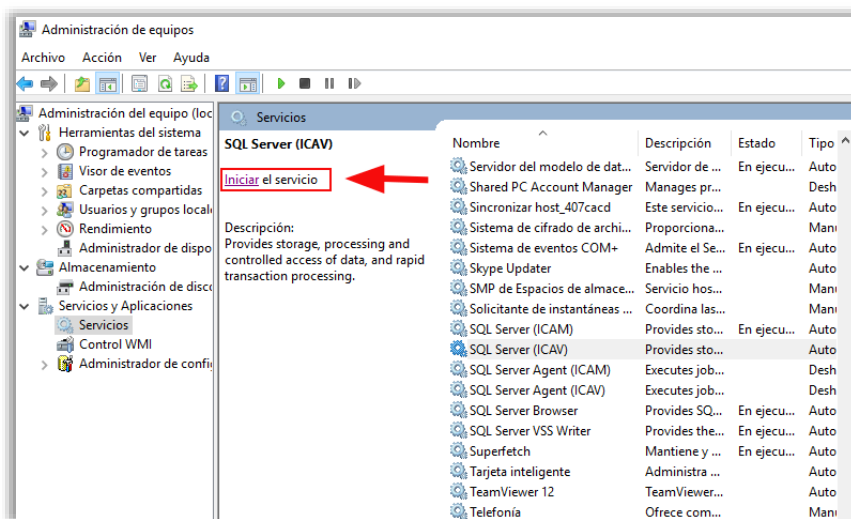 Administración de equipos
Archivo Acción Ver Ayuda
Administración del equipo (loc
Herramientas del sistema
Programador de tareas
Visor de eventos
Carpetas compartidas
Usuarios y grupos local
Rendimiento
Administrador de dispo
Almacenamiento
Administración de disco
Servicios y Aplicaciones
Servicios
Control WMI
Administrador de config
Servicios
SQL Server (ICAV)
Iniciar el servicio
Descripción:
Provides storage, processing and
controlled access of data, and rapid
transaction processing.
Nombre Descripción Estado Tipo
Servidor del modelo de dat... Servidor de ... En ejecu... Auto
Shared PC Account Manager Manages pr... Desh
Sincronizar host_407cacd Este servicio... En ejecu... Auto
Sistema de cifrado de archi... Proporciona... Manu
Sistema de eventos COM+ Admite el Se... En ejecu... Auto
Skype Updater Enables the ... Auto
SMP de Espacios de almace... Servicio hos... Manu
Solicitante de instantáneas ... Coordina las... Manu
SQL Server (ICAM) Provides sto... En ejecu... Auto
SQL Server (ICAV) Provides sto... Auto
SQL Server Agent (ICAM) Executes job... Desh
SQL Server Agent (ICAV) Executes job... Desh
SQL Server Browser Provides SQ... En ejecu... Auto
SQL Server VSS Writer Provides the... En ejecu... Auto
Superfetch Mantiene y ... En ejecu... Auto
Tarjeta inteligente Administra ... Auto
TeamViewer 12 TeamViewer... Auto
Telefonía Ofrece com... Manu